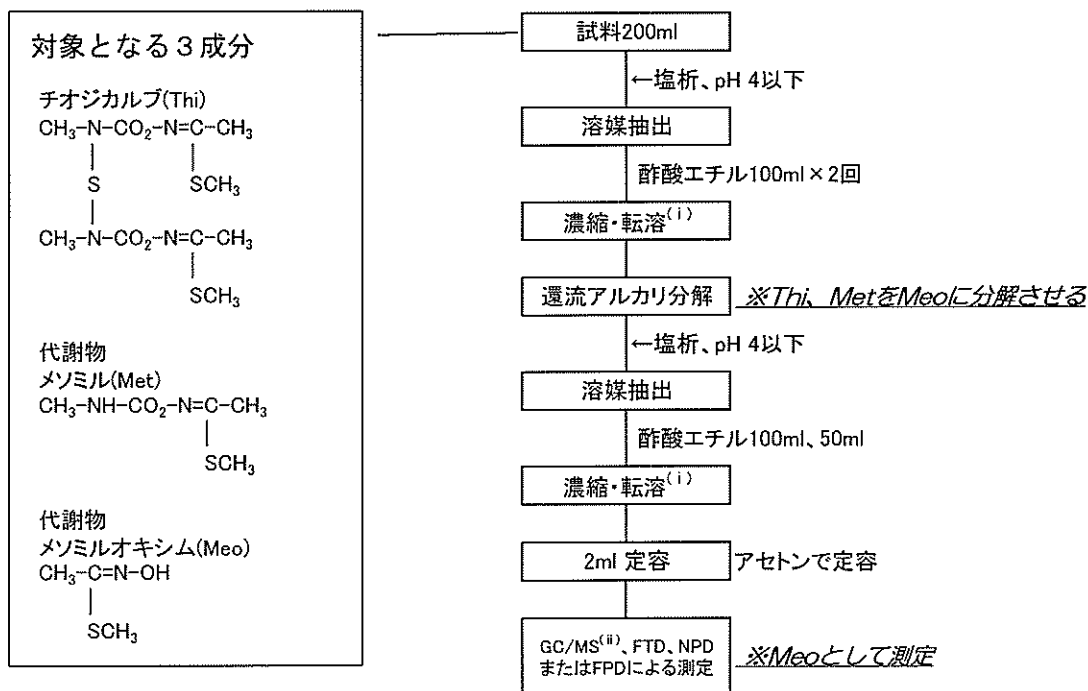 対象となる3成分
チオジカルブ(Thi)
CH₃-N-CO₂-N=C-CH₃
S
SCH₃
CH₃-N-CO₂-N=C-CH₃
SCH₃
代謝物
メソミル(Met)
CH₃-NH-CO₂-N=C-CH₃
SCH₃
代謝物
メソミルオキシム(Meo)
CH₃-C=N-OH
SCH₃
試料200ml
←塩析、pH 4以下
溶媒抽出
酢酸エチル100ml×2回
濃縮・転溶(i)
還流アルカリ分解
※Thi、MetをMeoに分解させる
←塩析、pH 4以下
溶媒抽出
酢酸エチル100ml、50ml
濃縮・転溶(i)
2ml 定容
アセトンで定容
GC/MS(ii)、FTD、NPD
またはFPDによる測定
※Meoとして測定